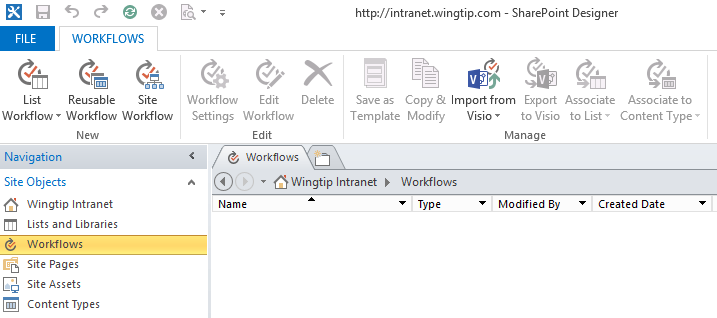 http://intranet.wingtip.com - SharePoint Designer
FILE WORKFLOWS
List Workflow
Reusable Workflow
Site Workflow
Workflow Settings
Edit Workflow
Delete
Save as Template
Copy & Modify
Import from Visio
Export to Visio
Associate to List
Associate to Content Type
New
Edit
Manage
Navigation
Site Objects
Wingtip Intranet
Lists and Libraries
Workflows
Site Pages
Site Assets
Content Types
Workflows
Wingtip Intranet Workflows
Name Type Modified By Created Date